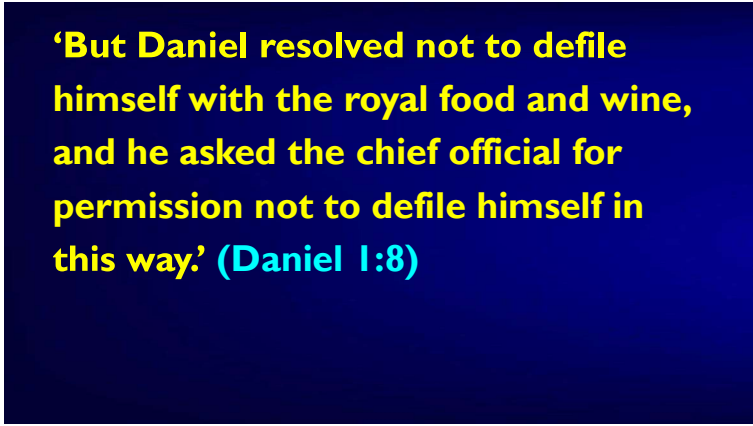 ‘But Daniel resolved not to defile
himself with the royal food and wine,
and he asked the chief official for
permission not to defile himself in
this way.’ (Daniel 1:8)